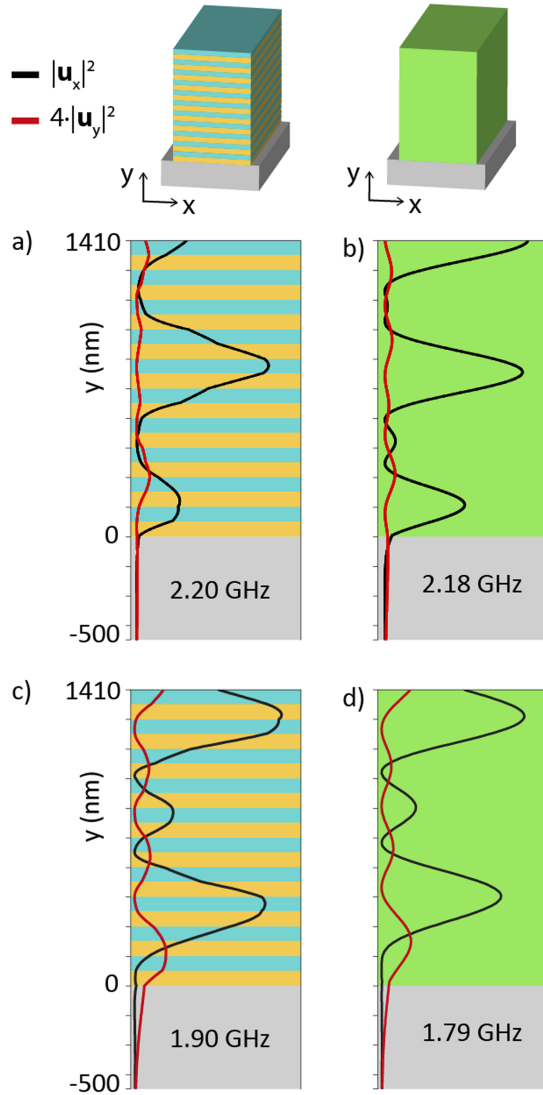 |u_x|²
4·|u_y|²
y
x
y
x
a)
b)
1410
y (nm)
0
-500
2.20 GHz
2.18 GHz
c)
d)
1410
y (nm)
0
-500
1.90 GHz
1.79 GHz